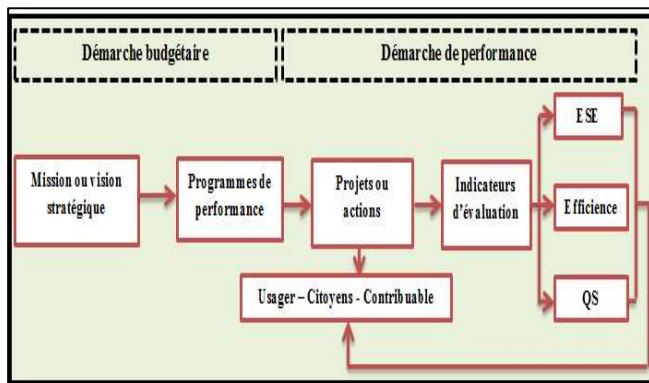 Démarche budgétaire
Démarche de performance
Mission ou vision
stratégique
Programmes de
performance
Projets ou
actions
Indicateurs
d'évaluation
ESE
Efficience
QS
Usager – Citoyens - Contribuable